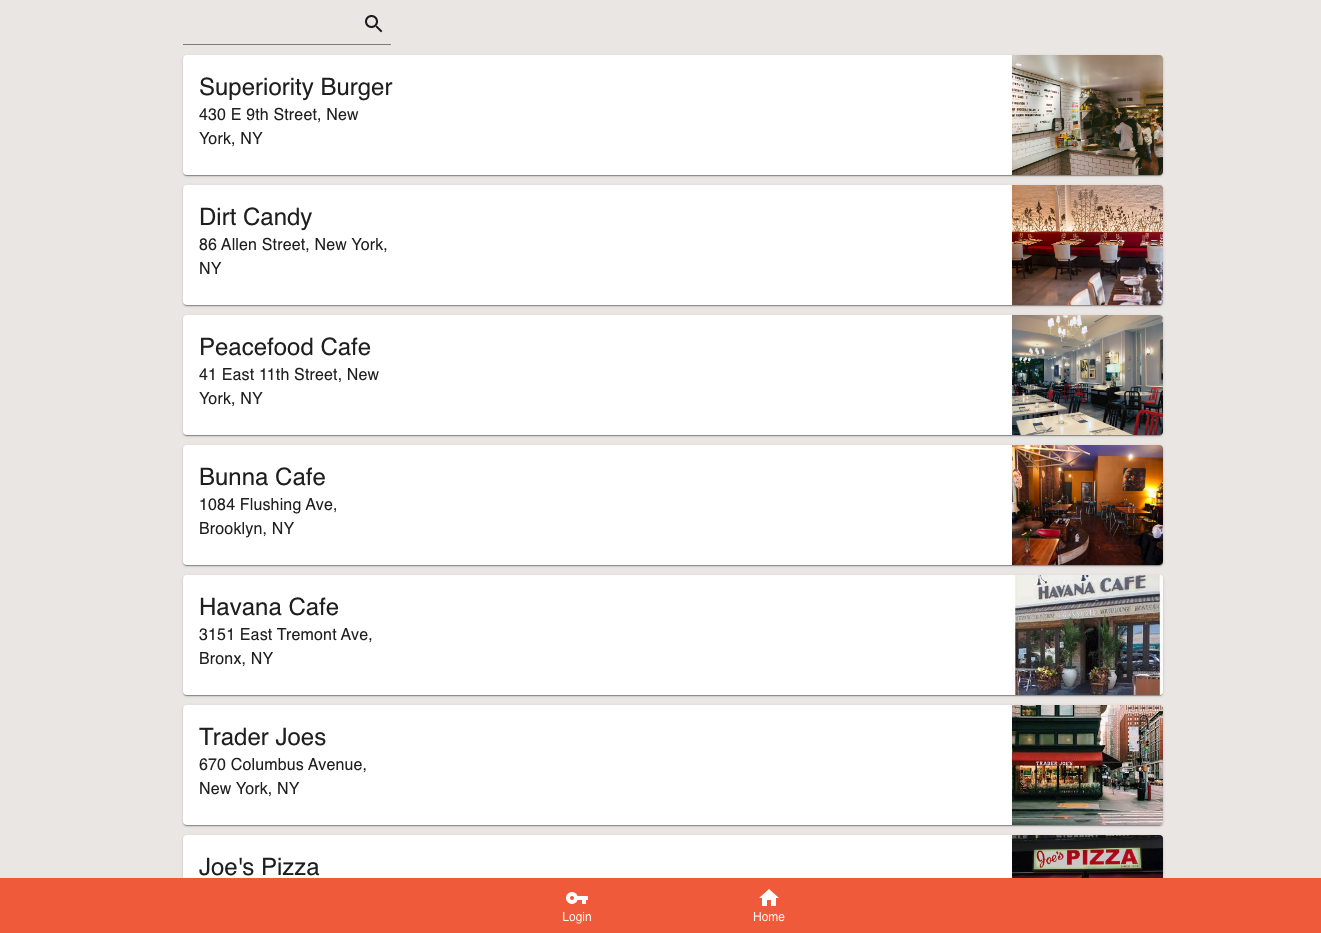 Superiority Burger
430 E 9th Street, New
York, NY
Dirt Candy
86 Allen Street, New York,
NY
Peacefood Cafe
41 East 11th Street, New
York, NY
Bunna Cafe
1084 Flushing Ave,
Brooklyn, NY
Havana Cafe
3151 East Tremont Ave,
Bronx, NY
HAVANA CAFE
Trader Joes
670 Columbus Avenue,
New York, NY
TRADER JOE'S
Joe's Pizza
Joe's PIZZA
Login
Home